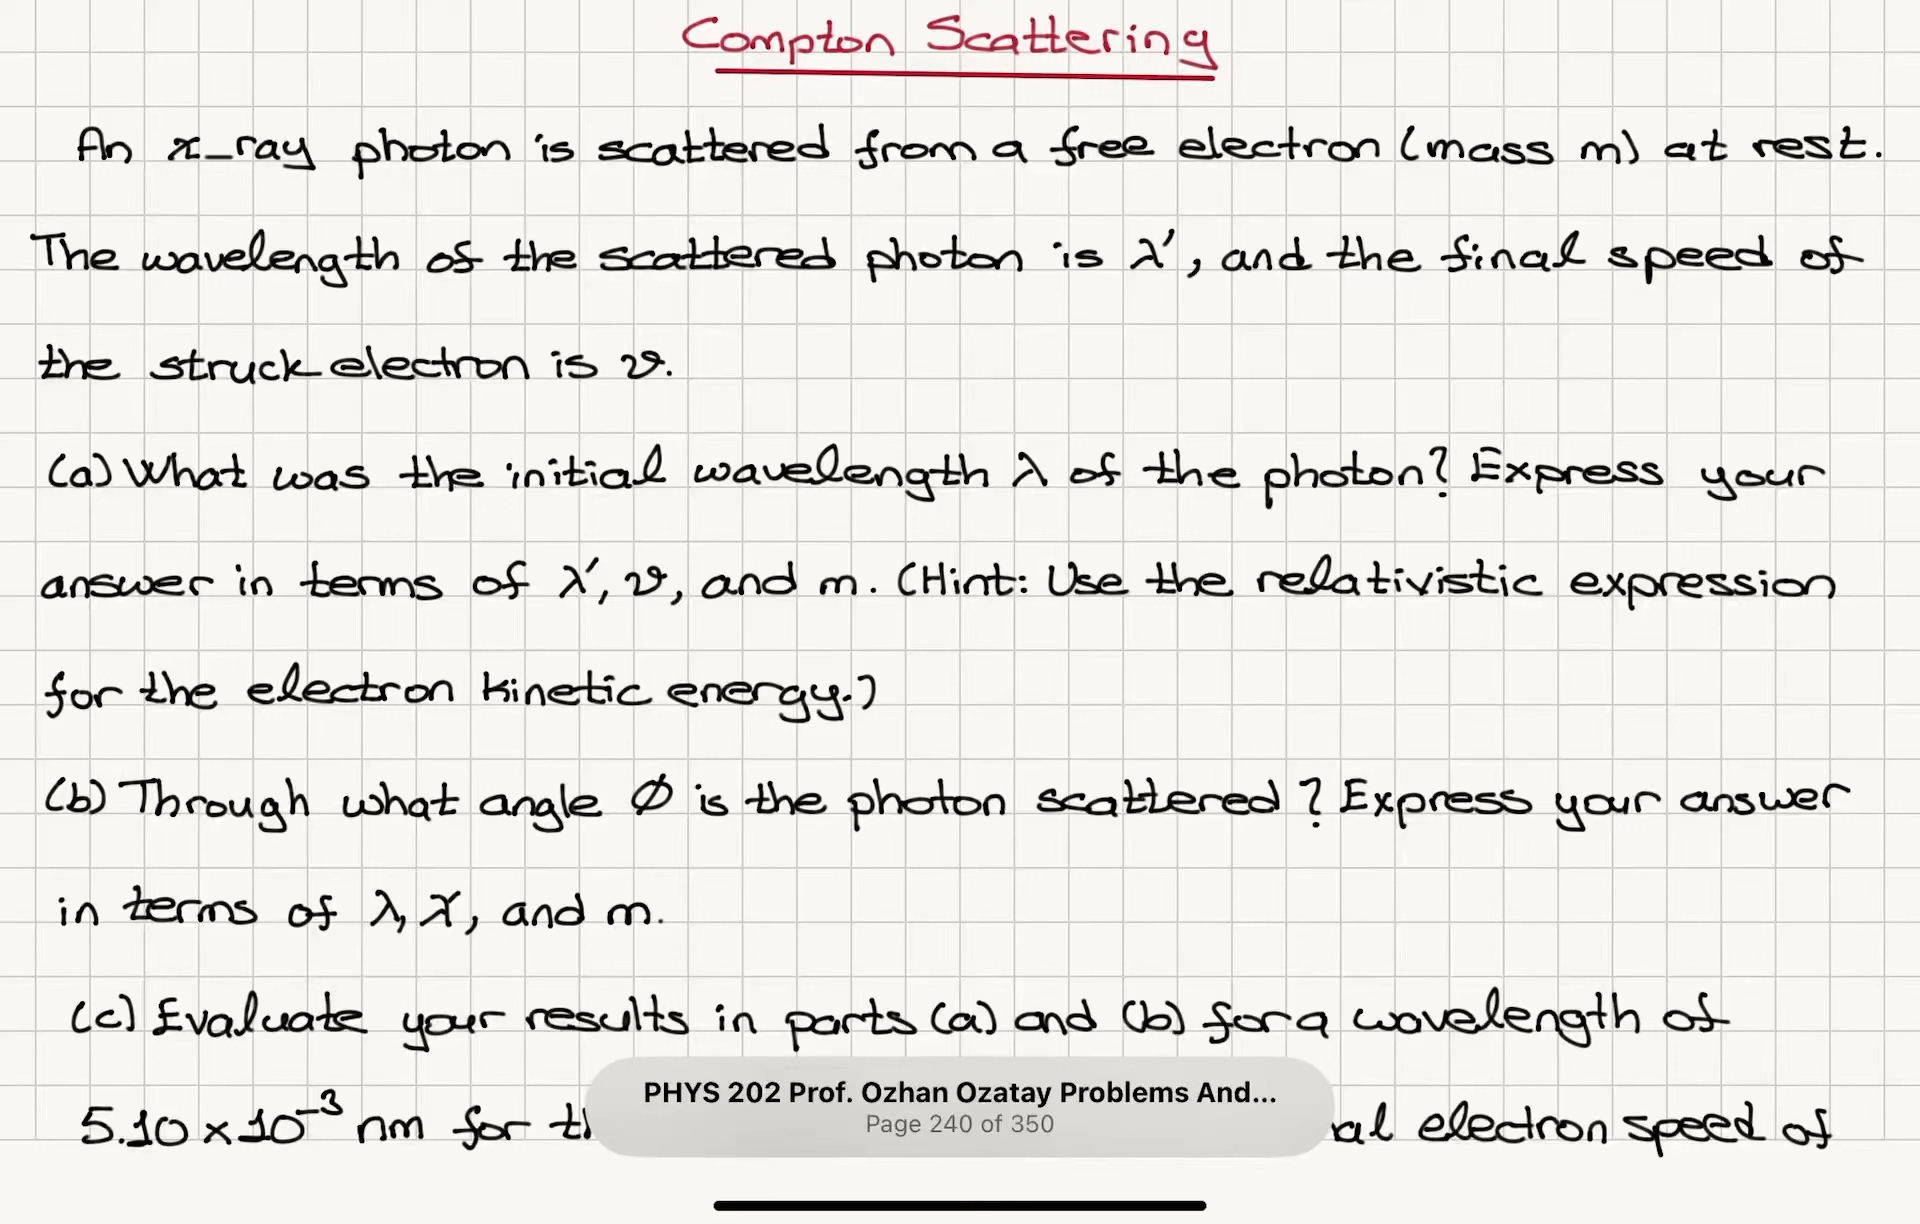 Compton Scattering
An x-ray photon is scattered from a free electron (mass m) at rest.
The wavelength of the scattered photon is λ', and the final speed of
the struck electron is v.
(a) What was the initial wavelength λ of the photon? Express your
answer in terms of λ', v, and m. (Hint: Use the relativistic expression
for the electron kinetic energy.)
(b) Through what angle Ø is the photon scattered? Express your answer
in terms of λ, λ', and m.
(c) Evaluate your results in parts (a) and (b) for a wavelength of
5.10 x 10⁻³ nm for electron speed of
PHYS 202 Prof. Ozhan Ozatay Problems And...
Page 240 of 350